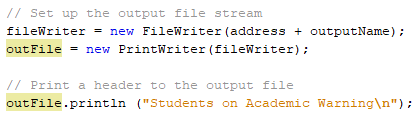 // Set up the output file stream
fileWriter = new FileWriter(address + outputName);
outFile = new PrintWriter(fileWriter);
// Print a header to the output file
outFile.println ("Students on Academic Warning\n");